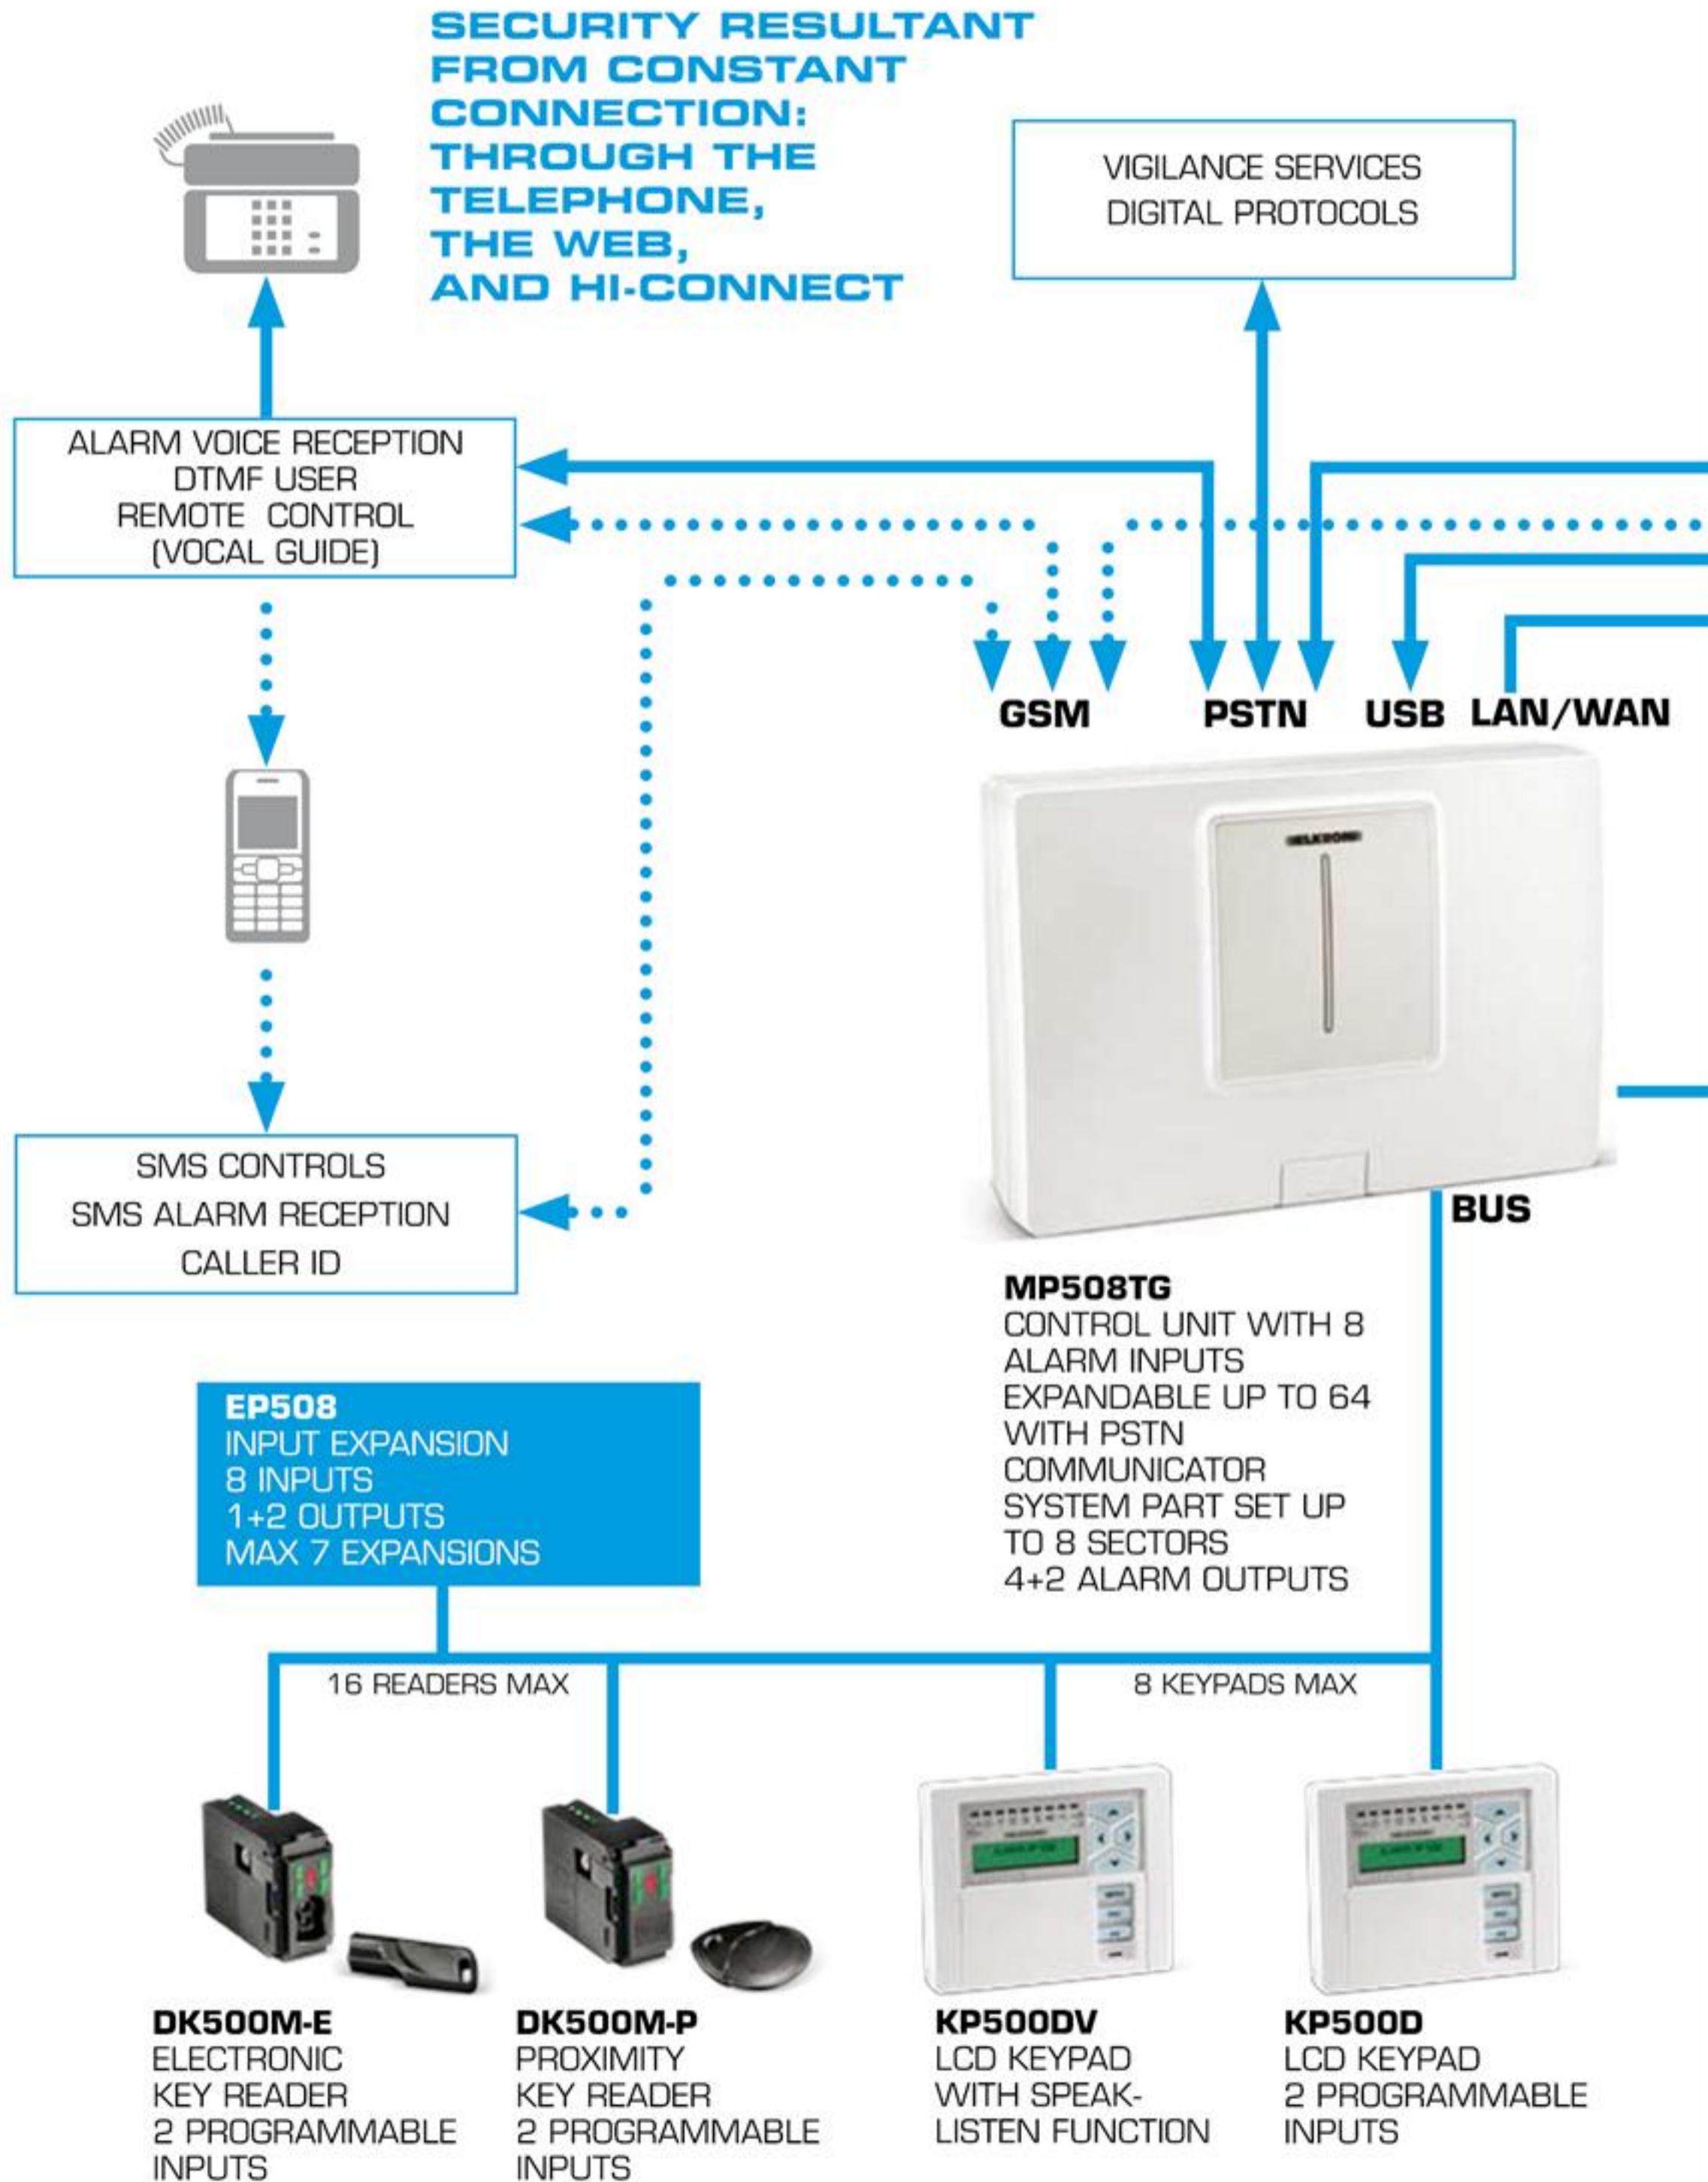 SECURITY RESULTANT
FROM CONSTANT
CONNECTION:
THROUGH THE
TELEPHONE,
THE WEB,
AND HI-CONNECT
VIGILANCE SERVICES
DIGITAL PROTOCOLS
ALARM VOICE RECEPTION
DTMF USER
REMOTE CONTROL
(VOCAL GUIDE)
GSM
PSTN
USB
LAN/WAN
ELKRON
SMS CONTROLS
SMS ALARM RECEPTION
CALLER ID
BUS
MP508TG
CONTROL UNIT WITH 8
ALARM INPUTS
EXPANDABLE UP TO 64
WITH PSTN
COMMUNICATOR
SYSTEM PART SET UP
TO 8 SECTORS
4+2 ALARM OUTPUTS
EP508
INPUT EXPANSION
8 INPUTS
1+2 OUTPUTS
MAX 7 EXPANSIONS
16 READERS MAX
8 KEYPADS MAX
DK500M-E
ELECTRONIC
KEY READER
2 PROGRAMMABLE
INPUTS
DK500M-P
PROXIMITY
KEY READER
2 PROGRAMMABLE
INPUTS
KP500DV
LCD KEYPAD
WITH SPEAK-
LISTEN FUNCTION
KP500D
LCD KEYPAD
2 PROGRAMMABLE
INPUTS